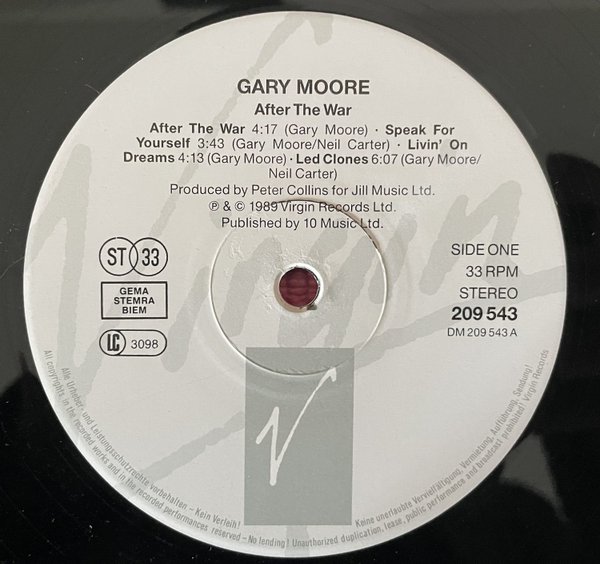 GARY MOORE
After The War
After The War 4:17 (Gary Moore) · Speak For
Yourself 3:43 (Gary Moore/Neil Carter) · Livin' On
Dreams 4:13 (Gary Moore) · Led Clones 6:07 (Gary Moore/
Neil Carter)
Produced by Peter Collins for Jill Music Ltd.
℗ & © 1989 Virgin Records Ltd.
Published by 10 Music Ltd.
ST 33
GEMA
STEMRA
BIEM
LC 3098
SIDE ONE
33 RPM
STEREO
209 543
DM 209 543 A
Virgin
V
Alle Urheber- und Leistungsschutzrechte vorbehalten – Kein Verleih! Keine unerlaubte Vervielfältigung, Vermietung, Aufführung, Sendung!
All copyrights, in the recorded works and in the recorded performances reserved – No lending! Unauthorized duplication, lease, public performance and broadcast prohibited! Virgin Records